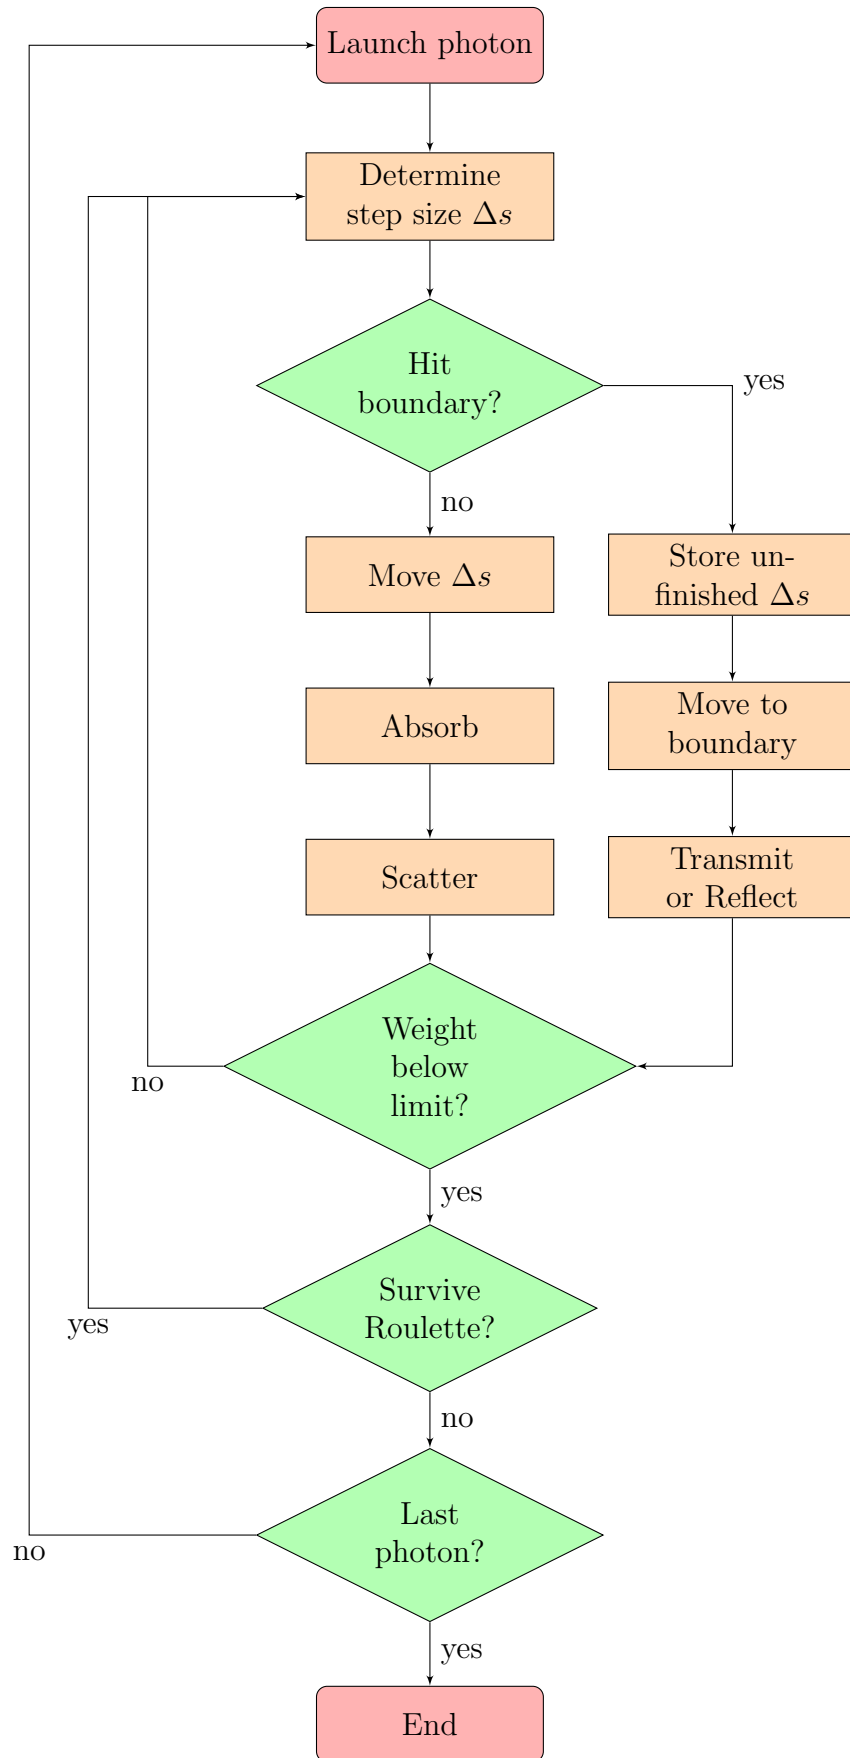 Launch photon
Determine
step size Δs
Hit
boundary?
yes
no
Move Δs
Store un-
finished Δs
Absorb
Move to
boundary
Scatter
Transmit
or Reflect
Weight
below
limit?
no
yes
Survive
Roulette?
yes
no
Last
photon?
no
yes
End